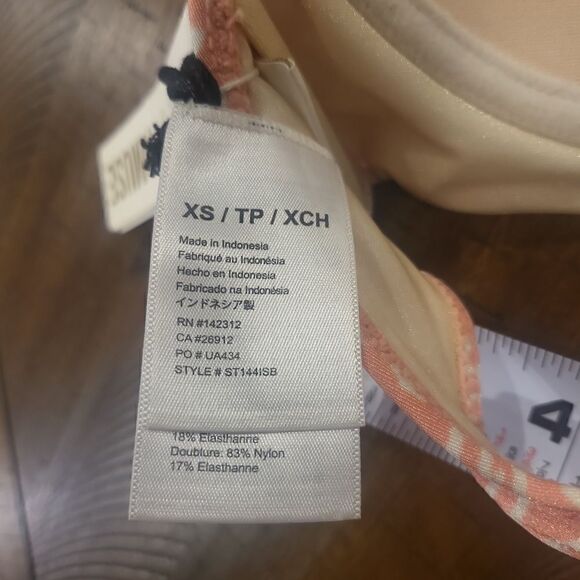 XS / TP / XCH
Made in Indonesia
Fabriqué au Indonésia
Hecho en Indonesia
Fabricado na Indonésia
インドネシア製
RN #142312
CA #26912
PO # UA434
STYLE # ST144ISB
18% Elasthanne
Doubture: 83% Nylon
17% Elasthanne
4